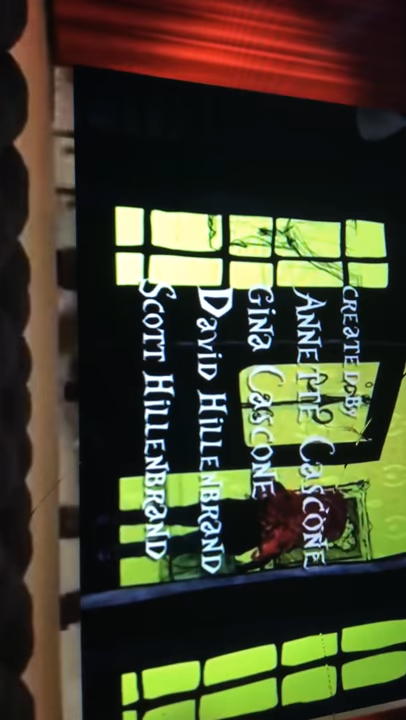 CREATED BY
ANNETTE CASCONE
GINA CASCONE
DAVID HILLENBRAND
SCOTT HILLENBRAND